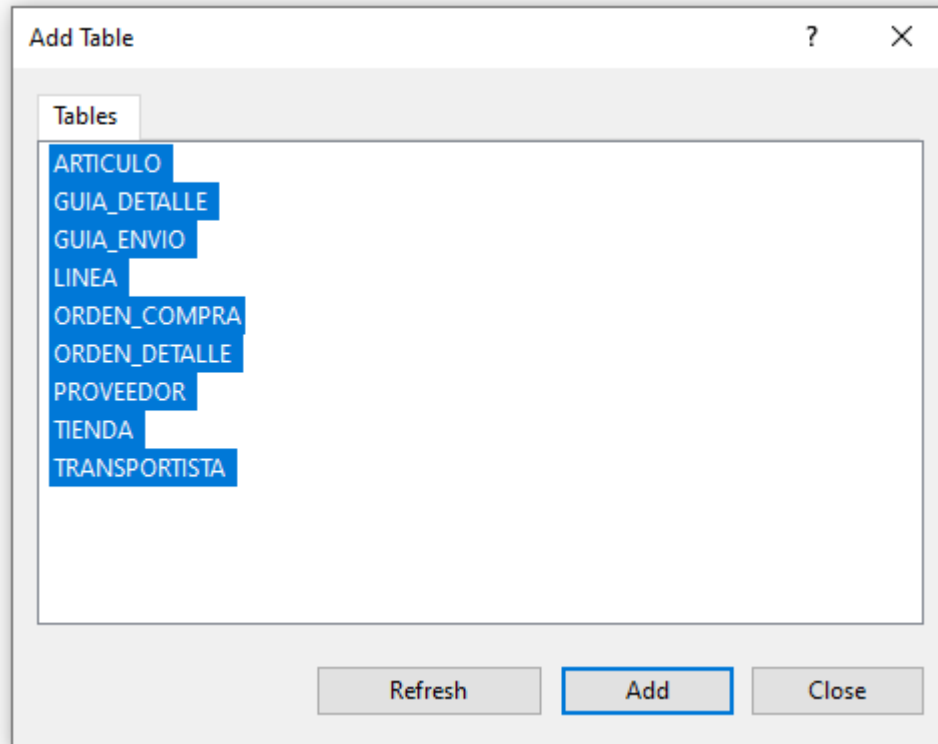 Add Table
?
Tables
ARTICULO
GUIA_DETALLE
GUIA_ENVIO
LINEA
ORDEN_COMPRA
ORDEN_DETALLE
PROVEEDOR
TIENDA
TRANSPORTISTA
Refresh Add Close